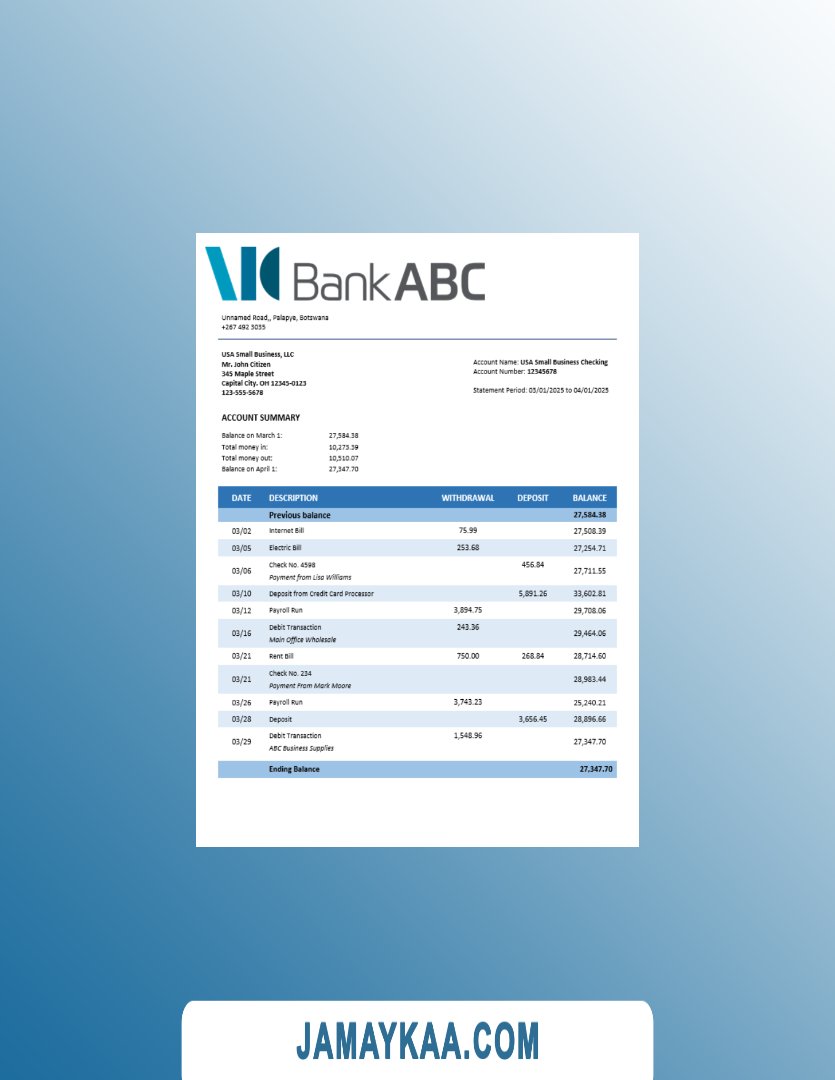 BankABC
Unnamed Road,, Palapye, Botswana
+267 492 3035
USA Small Business, LLC
Mr. John Citizen
345 Maple Street
Capital City. OH 12345-0123
123-555-5678
Account Name: USA Small Business Checking
Account Number: 12345678
Statement Period: 03/01/2025 to 04/01/2025
ACCOUNT SUMMARY
Balance on March 1: 27,584.38
Total money in: 10,273.39
Total money out: 10,510.07
Balance on April 1: 27,347.70
DATE DESCRIPTION WITHDRAWAL DEPOSIT BALANCE
Previous balance 27,584.38
03/02 Internet Bill 75.99 27,508.39
03/05 Electric Bill 253.68 27,254.71
03/06 Check No. 4598 456.84 27,711.55
Payment from Lisa Williams
03/10 Deposit from Credit Card Processor 5,891.26 33,602.81
03/12 Payroll Run 3,894.75 29,708.06
03/16 Debit Transaction 243.36 29,464.06
Main Office Wholesale
03/21 Rent Bill 750.00 268.84 28,714.60
03/21 Check No. 234 28,983.44
Payment From Mark Moore
03/26 Payroll Run 3,743.23 25,240.21
03/28 Deposit 3,656.45 28,896.66
03/29 Debit Transaction 1,548.96 27,347.70
ABC Business Supplies
Ending Balance 27,347.70
JAMAYKAA.COM